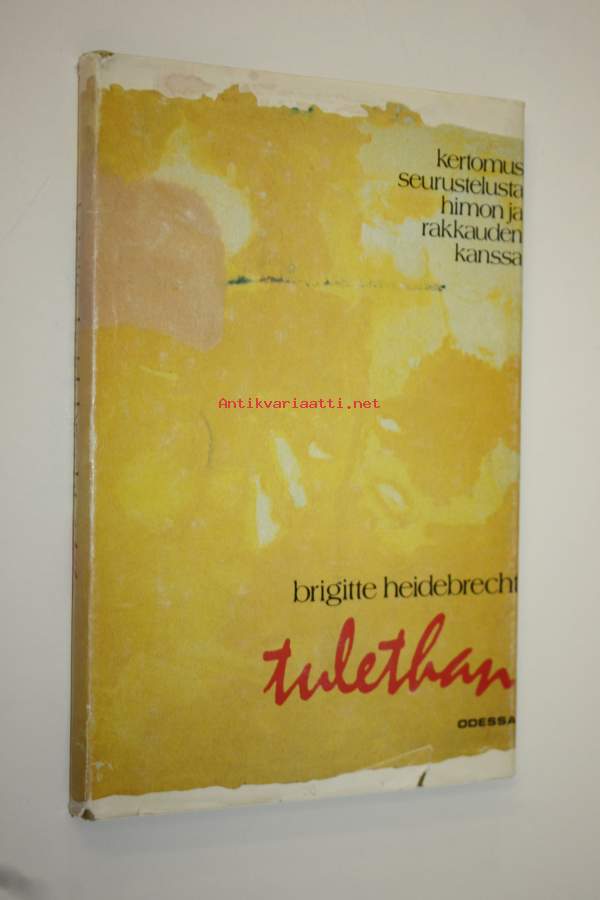 kertomus
seurustelusta
himon ja
rakkauden
kanssa
Antikvariaatti.net
brigitte heidebrecht
tulethan
ODESSA